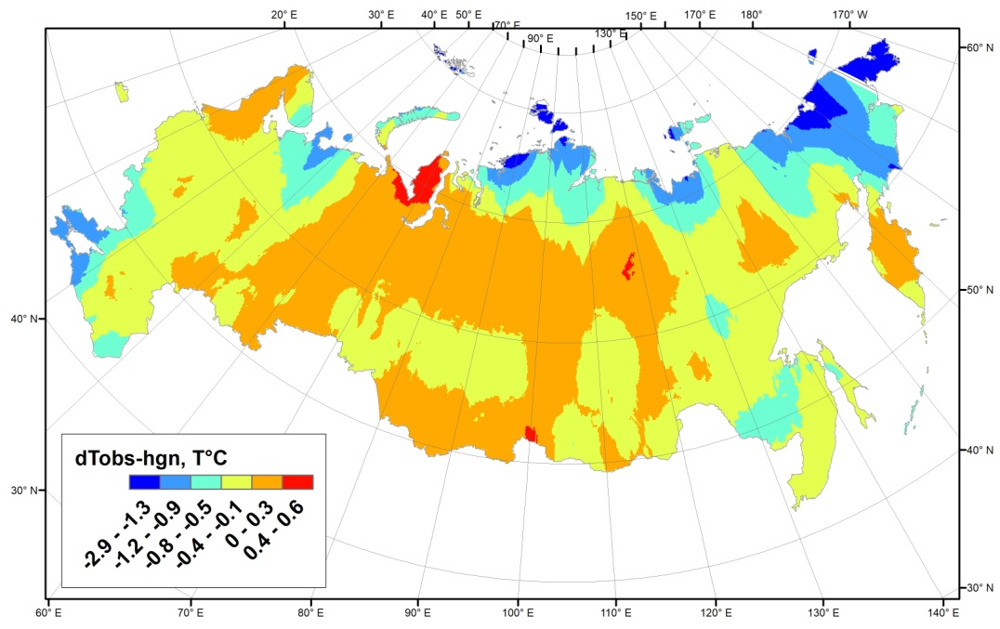 20° E 30° E 40° E 50° E 70° E 90° E 130° E 150° E 170° E 180° 170° W
60° N
50° N
40° N
40° N
30° N
30° N
dTobs-hgn, T°C
-2.9 - -1.3
-1.2 - -0.9
-0.8 - -0.5
-0.4 - -0.1
0 - 0.3
0.4 - 0.6
60° E 70° E 80° E 90° E 100° E 110° E 120° E 130° E 140° E